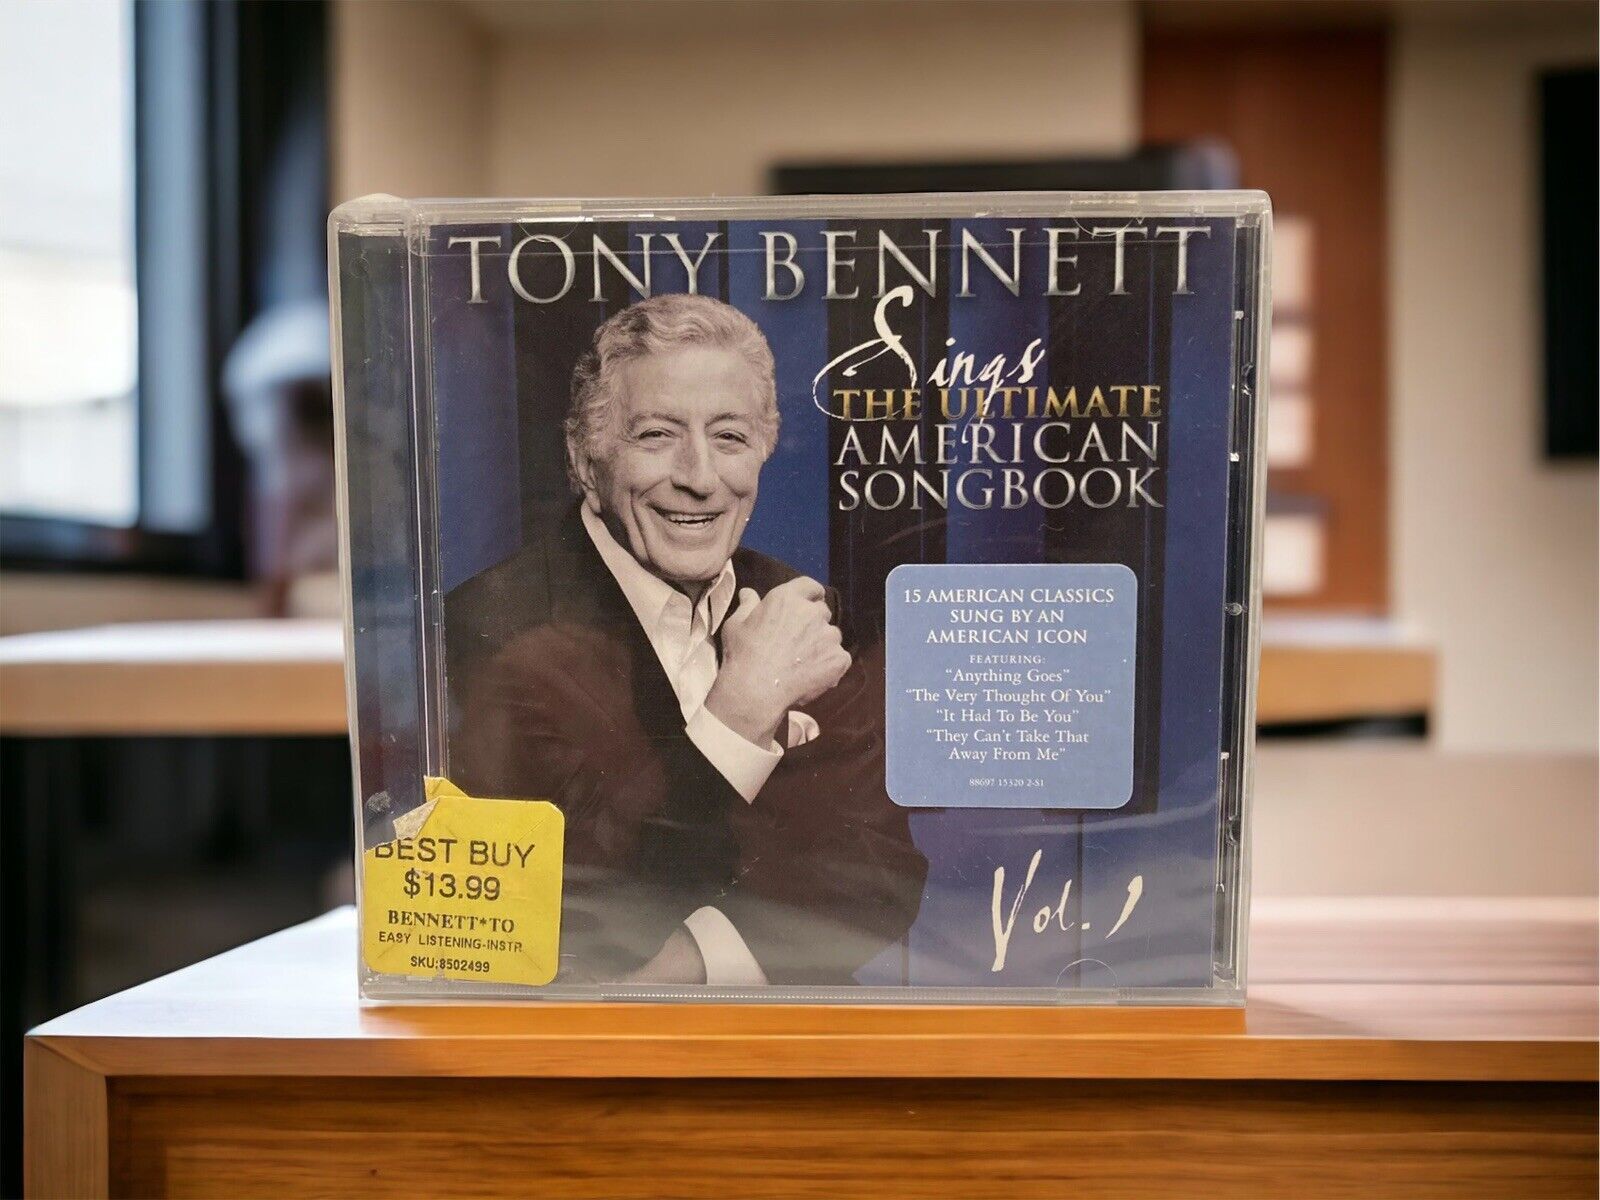 TONY BENNETT
Sings
THE ULTIMATE
AMERICAN
SONGBOOK
15 AMERICAN CLASSICS
SUNG BY AN
AMERICAN ICON
FEATURING:
“Anything Goes”
“The Very Thought Of You”
“It Had To Be You”
“They Can't Take That
Away From Me”
88697 15320 2-S1
Vol. 1
BEST BUY
$13.99
BENNETT*TO
EASY LISTENING-INSTR
SKU:8502499